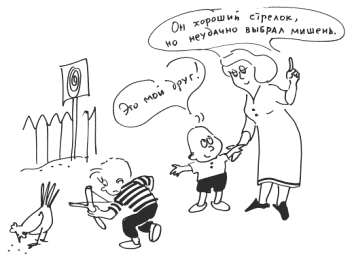 Он хороший стрелок,
но неудачно выбрал мишень.
Это мой друг!